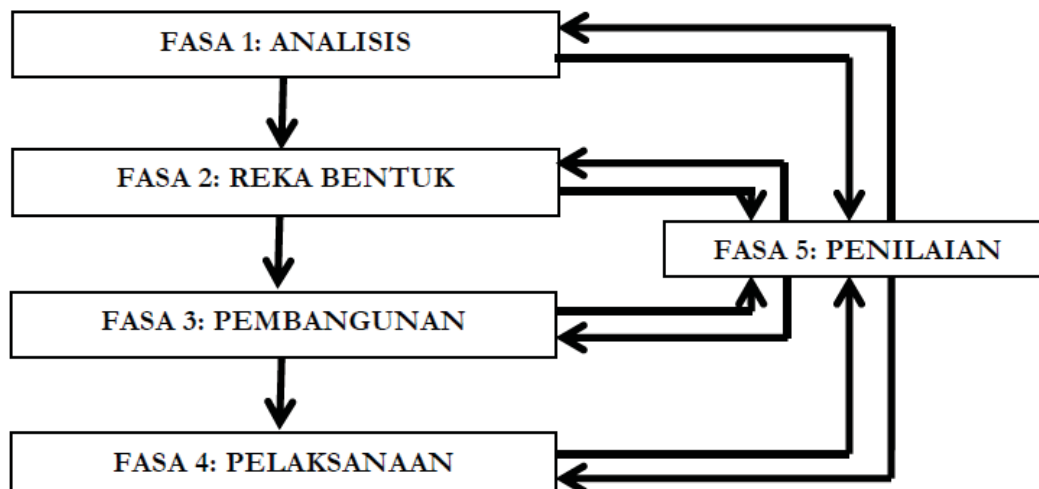 FASA 1: ANALISIS
FASA 2: REKA BENTUK
FASA 5: PENILAIAN
FASA 3: PEMBANGUNAN
FASA 4: PELAKSANAAN